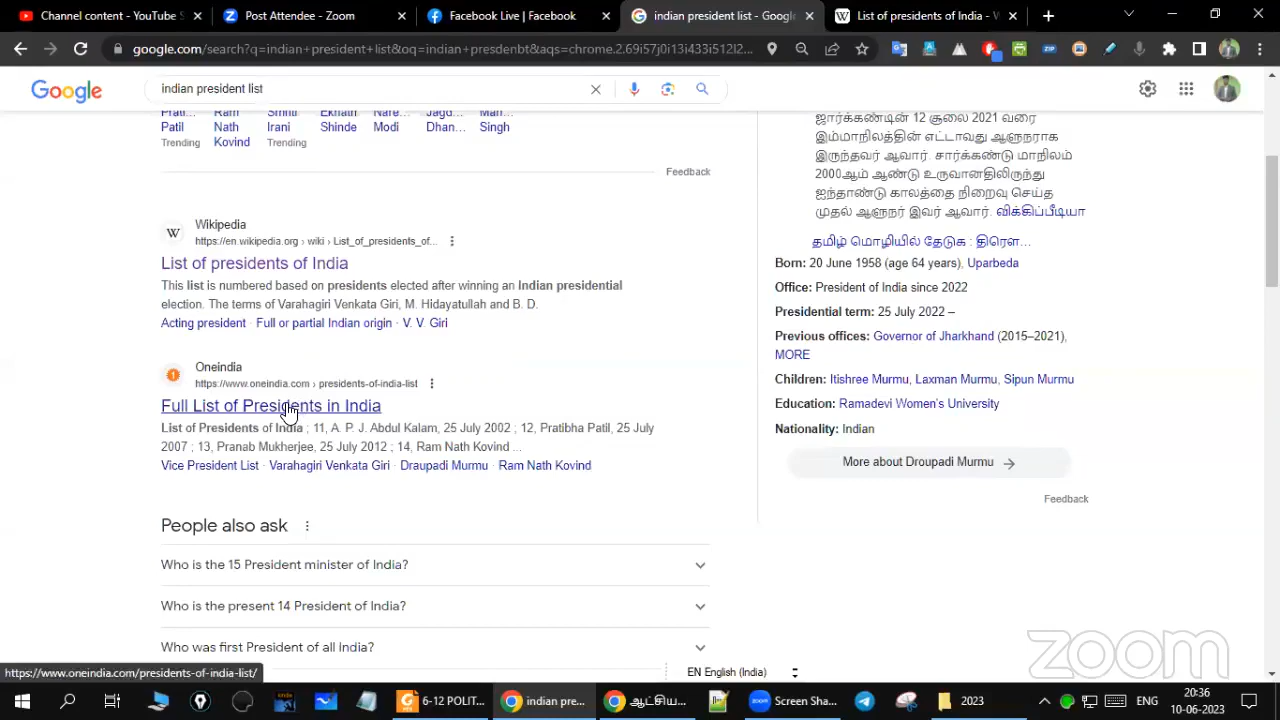 Channel content - YouTube S
Post Attendee - Zoom
Facebook Live | Facebook
indian president list - Google
List of presidents of India - W
google.com/search?q=indian+president+list&oq=indian+presdenbt&aqs=chrome.2.69i57j0i13i433i512l2...
Google
indian president list
Patil
Trending
Ram
Nath
Kovind
Smriti
Irani
Trending
Eknath
Shinde
Nare...
Modi
Jagd...
Dhan...
Man...
Singh
Feedback
Wikipedia
https://en.wikipedia.org › wiki › List_of_presidents_of...
List of presidents of India
This list is numbered based on presidents elected after winning an Indian presidential
election. The terms of Varahagiri Venkata Giri, M. Hidayatullah and B. D.
Acting president · Full or partial Indian origin · V. V. Giri
Oneindia
https://www.oneindia.com › presidents-of-india-list
Full List of Presidents in India
List of Presidents of India ; 11, A. P. J. Abdul Kalam, 25 July 2002 ; 12, Pratibha Patil, 25 July
2007 ; 13, Pranab Mukherjee, 25 July 2012 ; 14, Ram Nath Kovind ...
Vice President List · Varahagiri Venkata Giri · Draupadi Murmu · Ram Nath Kovind
People also ask
Who is the 15 President minister of India?
Who is the present 14 President of India?
Who was first President of all India?
ஜார்க்கண்டின் 12 சூலை 2021 வரை
இம்மாநிலத்தின் எட்டாவது ஆளுநராக
இருந்தவர் ஆவார். சார்க்கண்டு மாநிலம்
2000ஆம் ஆண்டு உருவானதிலிருந்து
ஐந்தாண்டு காலத்தை நிறைவு செய்த
முதல் ஆளுநர் இவர் ஆவார். விக்கிப்பீடியா
தமிழ் மொழியில் தேடுக : திரௌ...
Born: 20 June 1958 (age 64 years), Uparbeda
Office: President of India since 2022
Presidential term: 25 July 2022 –
Previous offices: Governor of Jharkhand (2015–2021),
MORE
Children: Itishree Murmu, Laxman Murmu, Sipun Murmu
Education: Ramadevi Women's University
Nationality: Indian
More about Droupadi Murmu
Feedback
zoom
https://www.oneindia.com/presidents-of-india-list/
EN English (India)
6-12 POLIT...
indian pre...
ஆட்சிய...
Screen Sha...
2023
ENG
20:36
10-06-2023